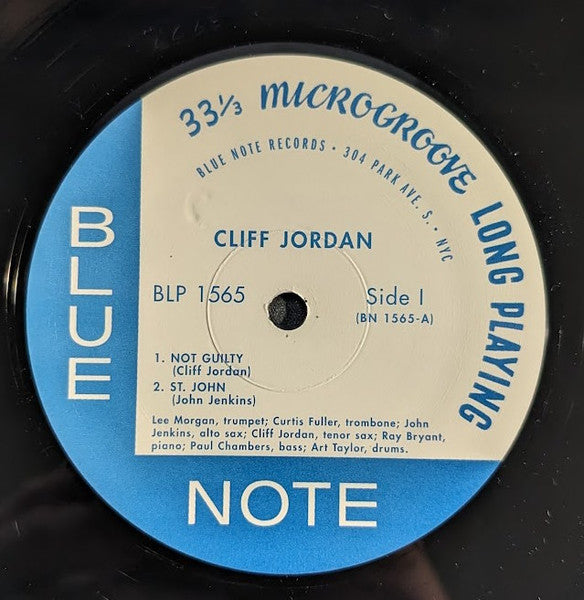 33⅓ MICROGROOVE LONG PLAYING
BLUE NOTE RECORDS • 304 PARK AVE. S. • NYC
CLIFF JORDAN
BLP 1565
Side I
(BN 1565-A)
1. NOT GUILTY
(Cliff Jordan)
2. ST. JOHN
(John Jenkins)
Lee Morgan, trumpet; Curtis Fuller, trombone; John
Jenkins, alto sax; Cliff Jordan, tenor sax; Ray Bryant,
piano; Paul Chambers, bass; Art Taylor, drums.
BLUE
NOTE